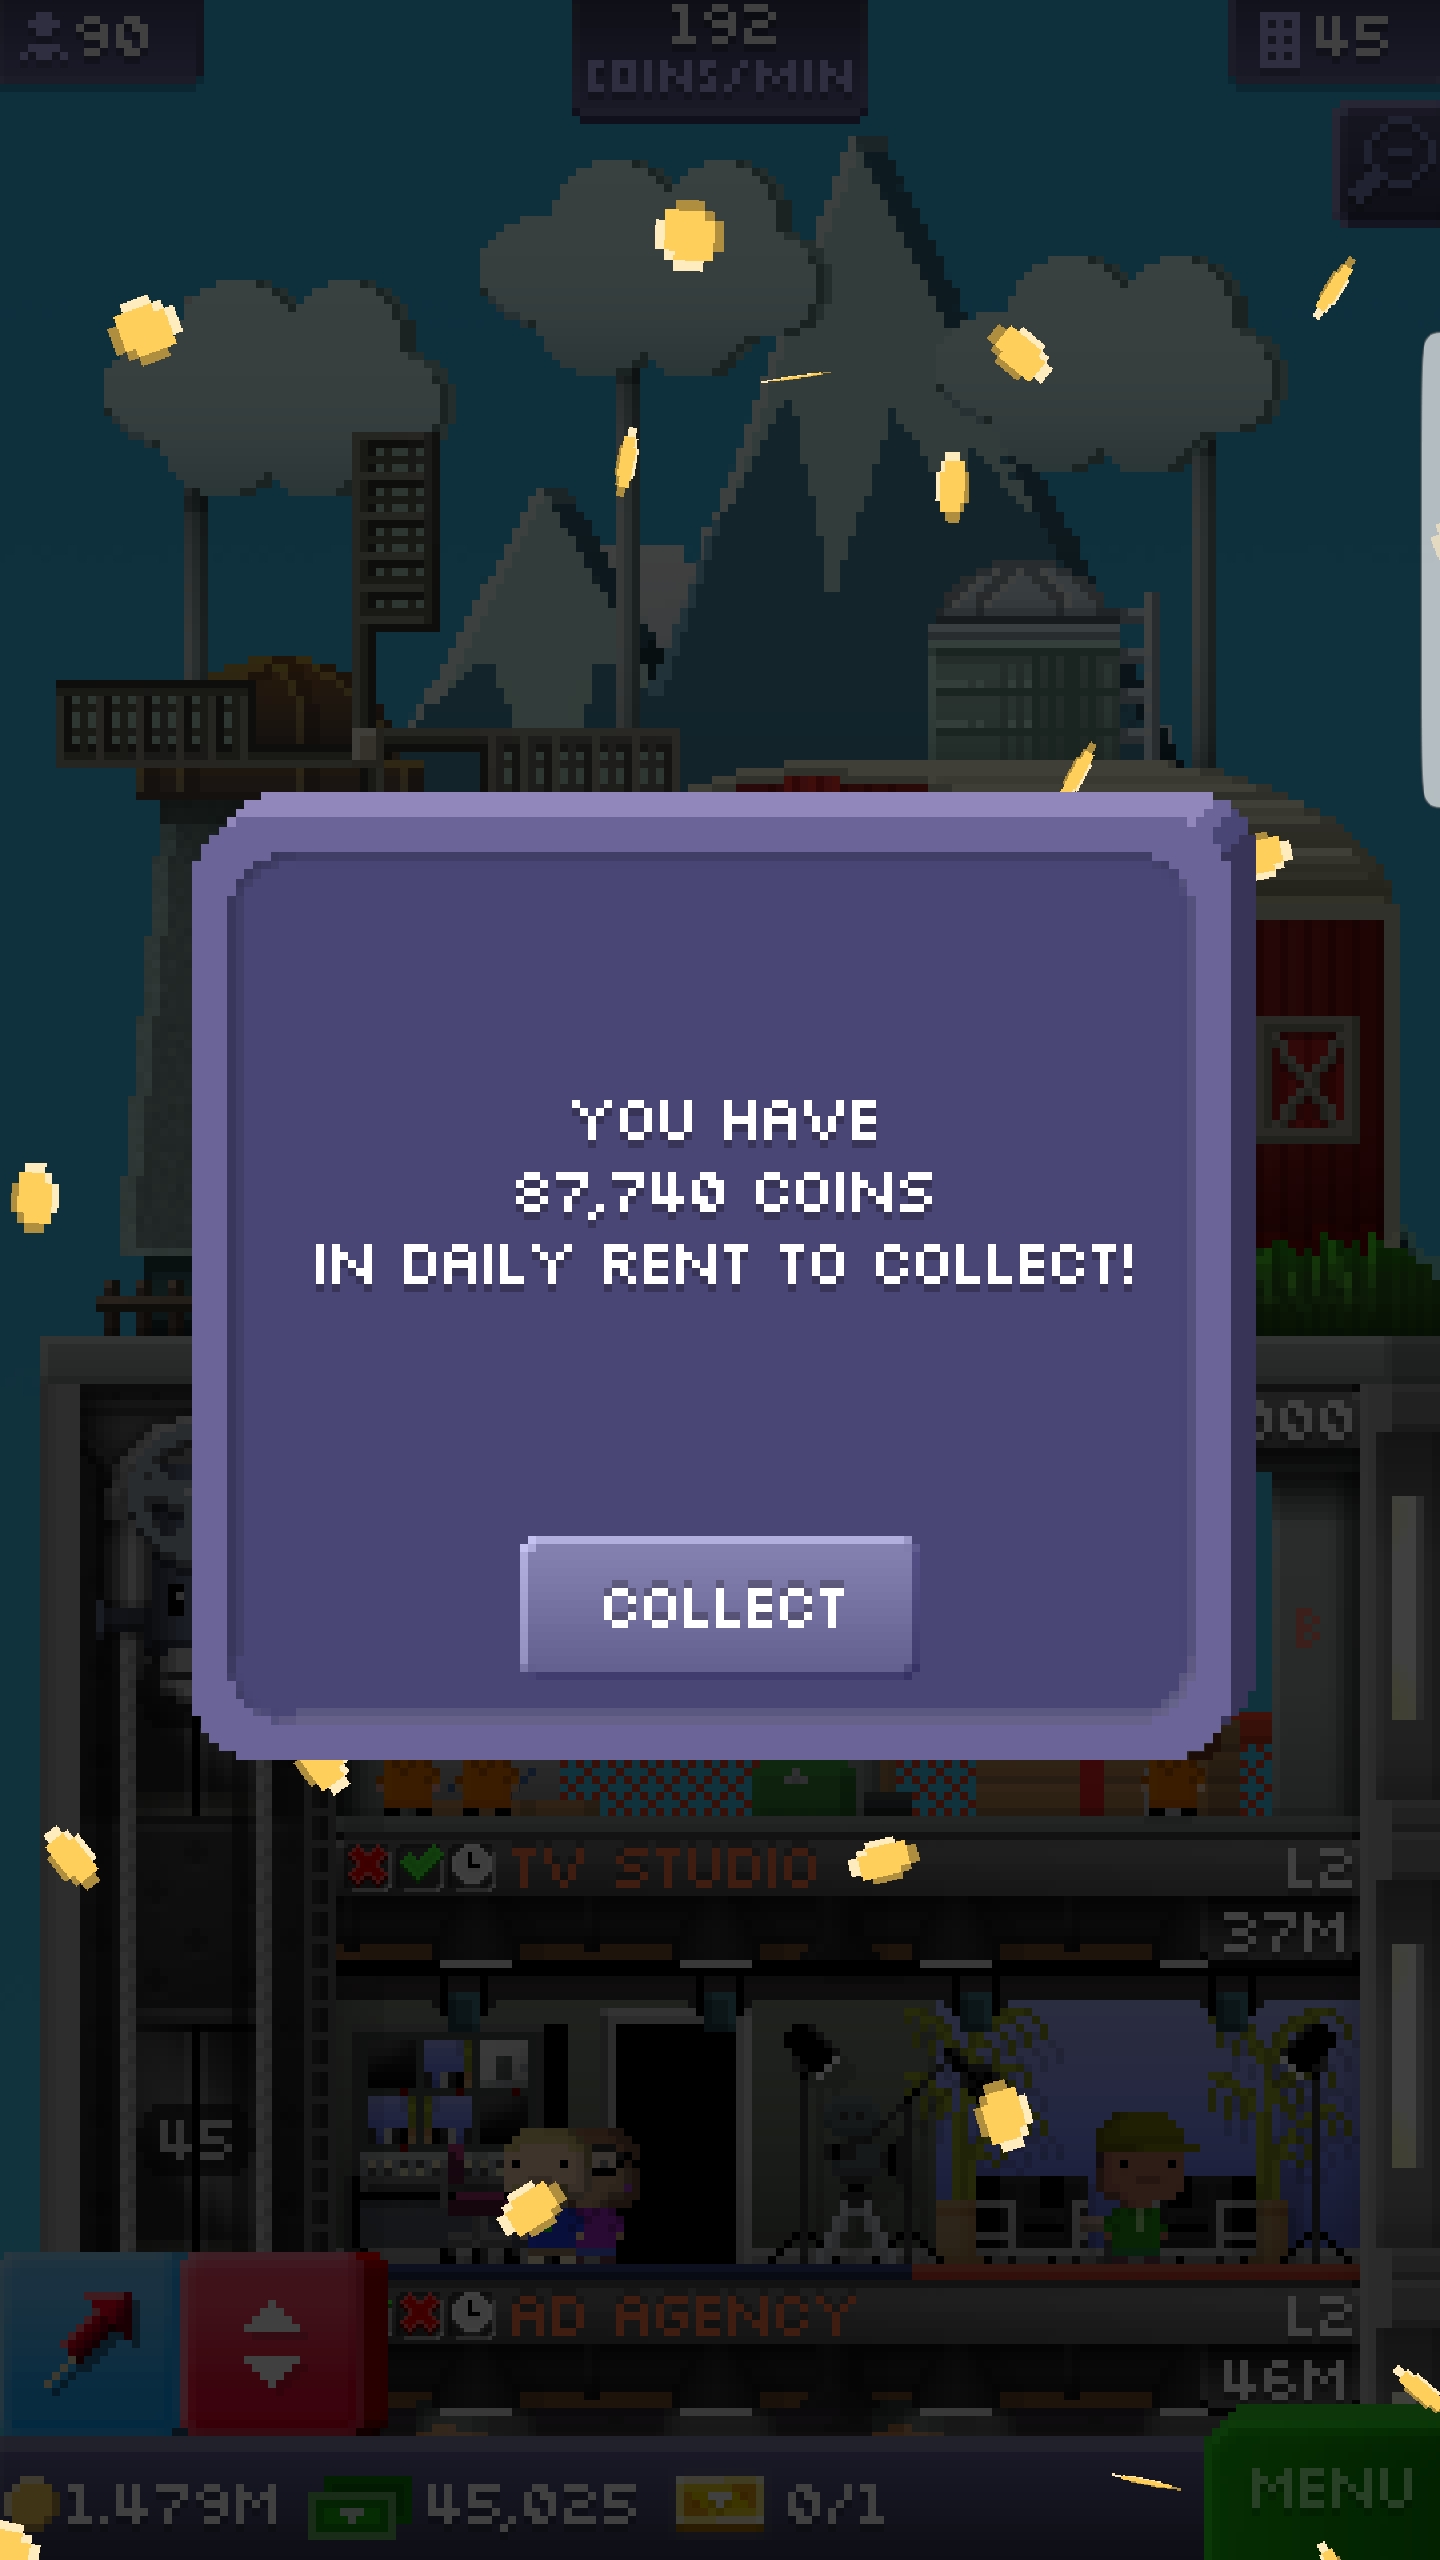 90
192
COINS/MIN
45
YOU HAVE
87,740 COINS
IN DAILY RENT TO COLLECT!
COLLECT
000
B
TV STUDIO
L2
37M
45
AD AGENCY
L2
46M
1.479M
45,025
0/1
MENU